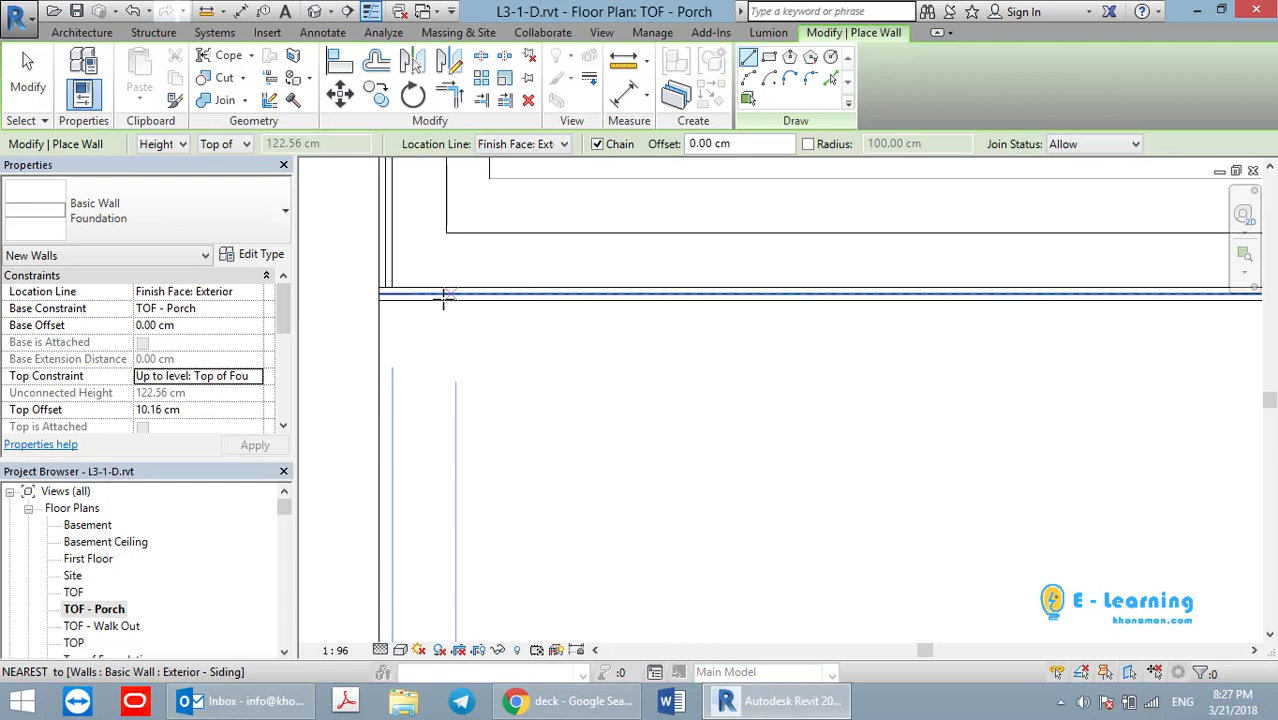 L3-1-D.rvt - Floor Plan: TOF - Porch
Type a keyword or phrase
Sign In
Architecture
Structure
Systems
Insert
Annotate
Analyze
Massing & Site
Collaborate
View
Manage
Add-Ins
Lumion
Modify | Place Wall
Modify
Paste
Cope
Cut
Join
Select
Properties
Clipboard
Geometry
Modify
View
Measure
Create
Draw
Modify | Place Wall
Height
Top of
122.56 cm
Location Line:
Finish Face: Ext
Chain
Offset:
0.00 cm
Radius:
100.00 cm
Join Status:
Allow
Properties
Basic Wall
Foundation
New Walls
Edit Type
Constraints
Location Line Finish Face: Exterior
Base Constraint TOF - Porch
Base Offset 0.00 cm
Base is Attached
Base Extension Distance 0.00 cm
Top Constraint Up to level: Top of Fou
Unconnected Height 122.56 cm
Top Offset 10.16 cm
Top is Attached
Properties help
Apply
Project Browser - L3-1-D.rvt
Views (all)
Floor Plans
Basement
Basement Ceiling
First Floor
Site
TOF
TOF - Porch
TOF - Walk Out
TOP
2D
E - Learning
khonaman.com
1 : 96
NEAREST to [Walls : Basic Wall : Exterior - Siding]
:0
Main Model
:0
Inbox - info@kho...
deck - Google Sea...
Autodesk Revit 20...
ENG
8:27 PM
3/21/2018